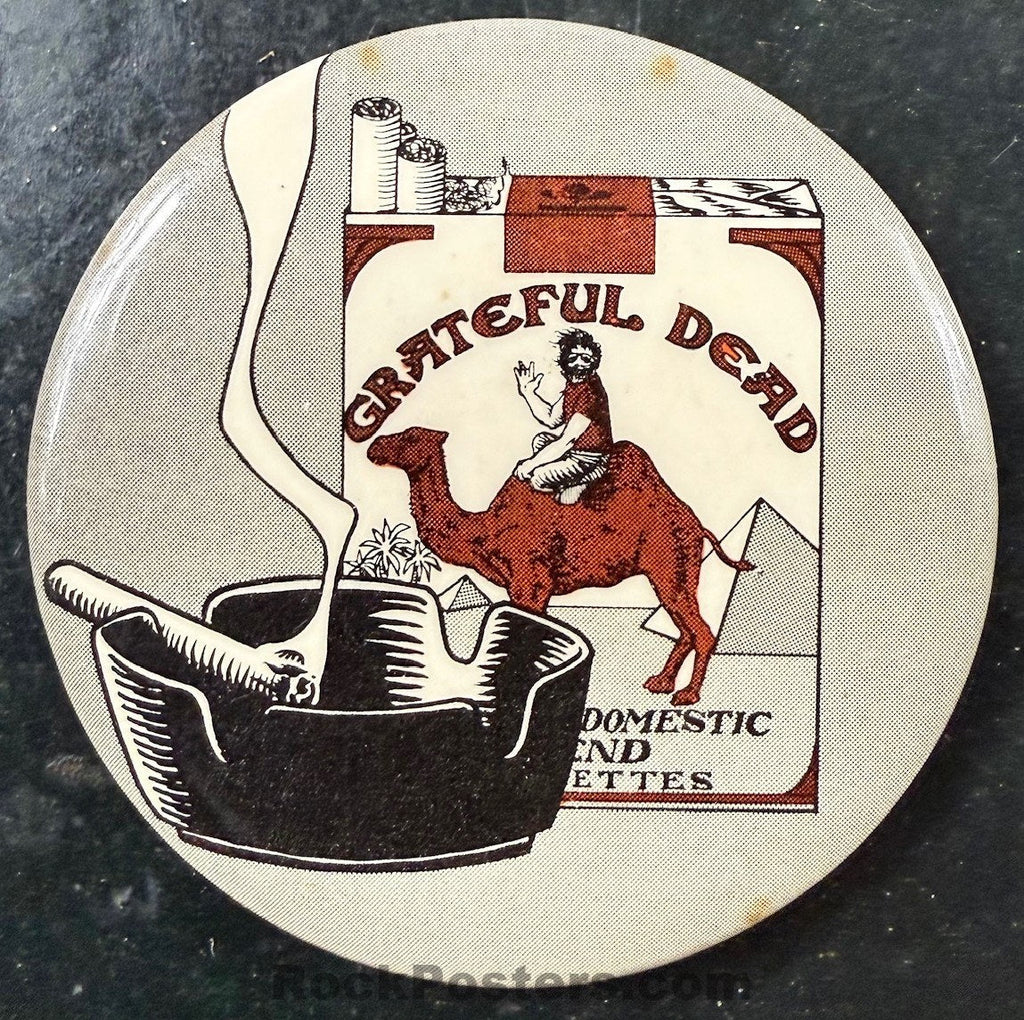 GRATEFUL DEAD
DOMESTIC
END
ETTES
RockPosters.com